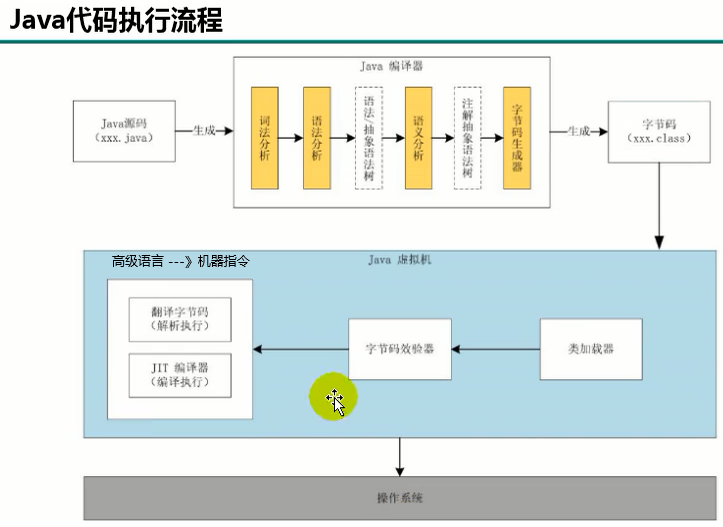 Java代码执行流程
Java 编译器
Java源码
（xxx.java）
生成
词法分析
语法分析
语法/抽象语法树
语义分析
注解抽象语法树
字节码生成器
生成
字节码
（xxx.class）
高级语言 ---》机器指令
Java 虚拟机
翻译字节码
（解析执行）
JIT 编译器
（编译执行）
字节码效验器
类加载器
操作系统